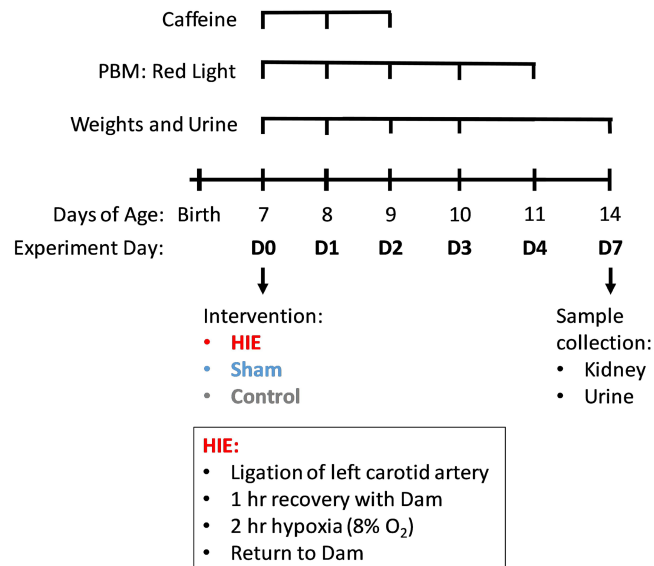 Caffeine
PBM: Red Light
Weights and Urine
Days of Age: Birth 7 8 9 10 11 14
Experiment Day: D0 D1 D2 D3 D4 D7
Intervention:
• HIE
• Sham
• Control
Sample
collection:
• Kidney
• Urine
HIE:
• Ligation of left carotid artery
• 1 hr recovery with Dam
• 2 hr hypoxia (8% O₂)
• Return to Dam